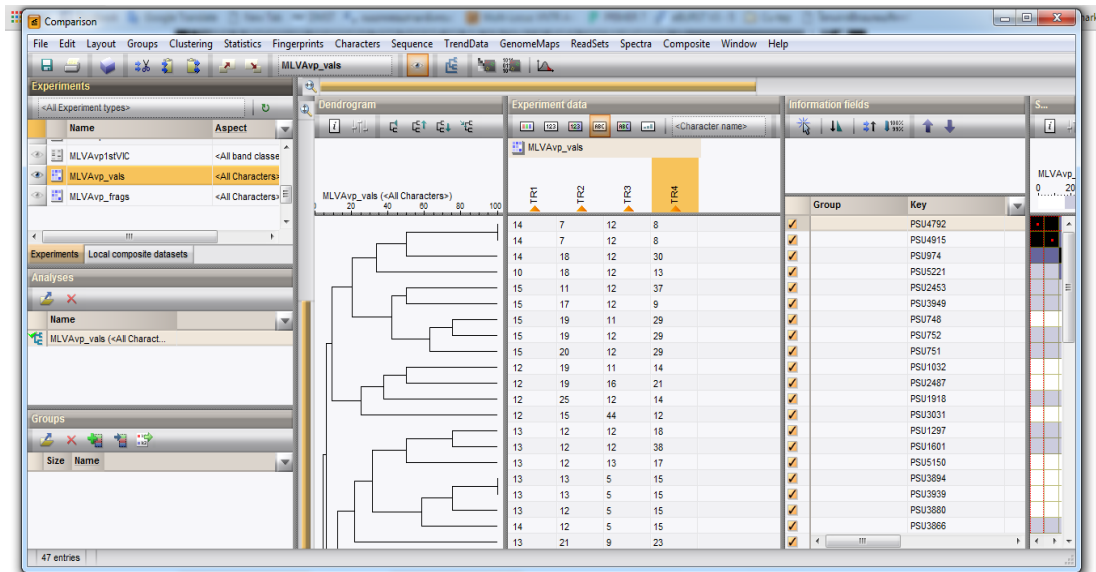 Comparison
File Edit Layout Groups Clustering Statistics Fingerprints Characters Sequence TrendData GenomeMaps ReadSets Spectra Composite Window Help
MLVAvp_vals
Experiments
<All Experiment types>
Name Aspect
MLVAvp1stVIC <All band classe
MLVAvp_vals <All Characters>
MLVAvp_frags <All Characters>
Experiments Local composite datasets
Analyses
Name
MLVAvp_vals (<All Charact...
Groups
Size Name
47 entries
Dendrogram
MLVAvp_vals (<All Characters>)
20 40 60 80 100
Experiment data
<Character name>
MLVAvp_vals
TR1 TR2 TR3 TR4
Information fields
Group Key
S...
MLVAvp_
0 20
14 7 12 8 PSU4792
14 7 12 8 PSU4915
14 18 12 30 PSU974
10 18 12 13 PSU5221
15 11 12 37 PSU2453
15 17 12 9 PSU3949
15 19 11 29 PSU748
15 19 12 29 PSU752
15 20 12 29 PSU751
12 19 11 14 PSU1032
12 19 16 21 PSU2487
12 25 12 14 PSU1918
12 15 44 12 PSU3031
13 12 12 18 PSU1297
13 12 12 38 PSU1601
13 12 13 17 PSU5150
13 13 5 15 PSU3894
13 13 5 15 PSU3939
13 12 5 15 PSU3880
14 12 5 15 PSU3866
13 21 9 23